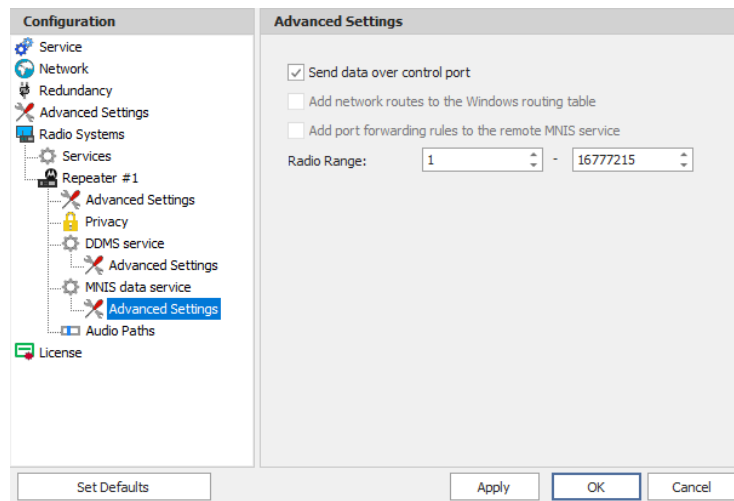 Configuration
Service
Network
Redundancy
Advanced Settings
Radio Systems
Services
Repeater #1
Advanced Settings
Privacy
DDMS service
Advanced Settings
MNIS data service
Advanced Settings
Audio Paths
License
Advanced Settings
Send data over control port
Add network routes to the Windows routing table
Add port forwarding rules to the remote MNIS service
Radio Range: 1 - 16777215
Set Defaults Apply OK Cancel